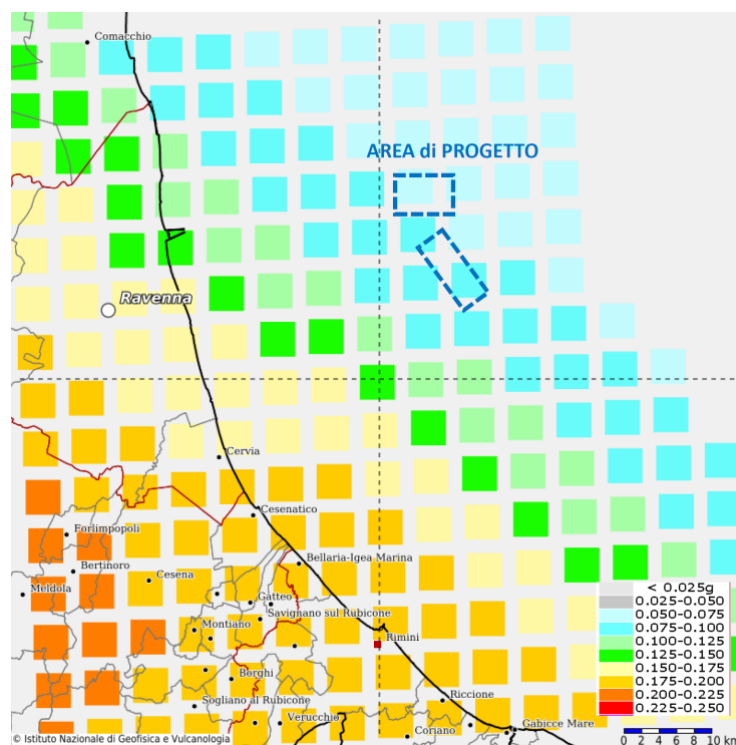 Comacchio
AREA di PROGETTO
Ravenna
Cervia
Cesenatico
Forlimpopoli
Bellaria-Igea Marina
Bertinoro
Cesena
Meldola
Gatteo
Savignano sul Rubicone
Montiano
Rimini
Borghi
Sogliano al Rubicone
Riccione
Verucchio
Coriano
Gabicce Mare
< 0.025g
0.025-0.050
0.050-0.075
0.075-0.100
0.100-0.125
0.125-0.150
0.150-0.175
0.175-0.200
0.200-0.225
0.225-0.250
© Istituto Nazionale di Geofisica e Vulcanologia
0 2 4 6 8 10 km